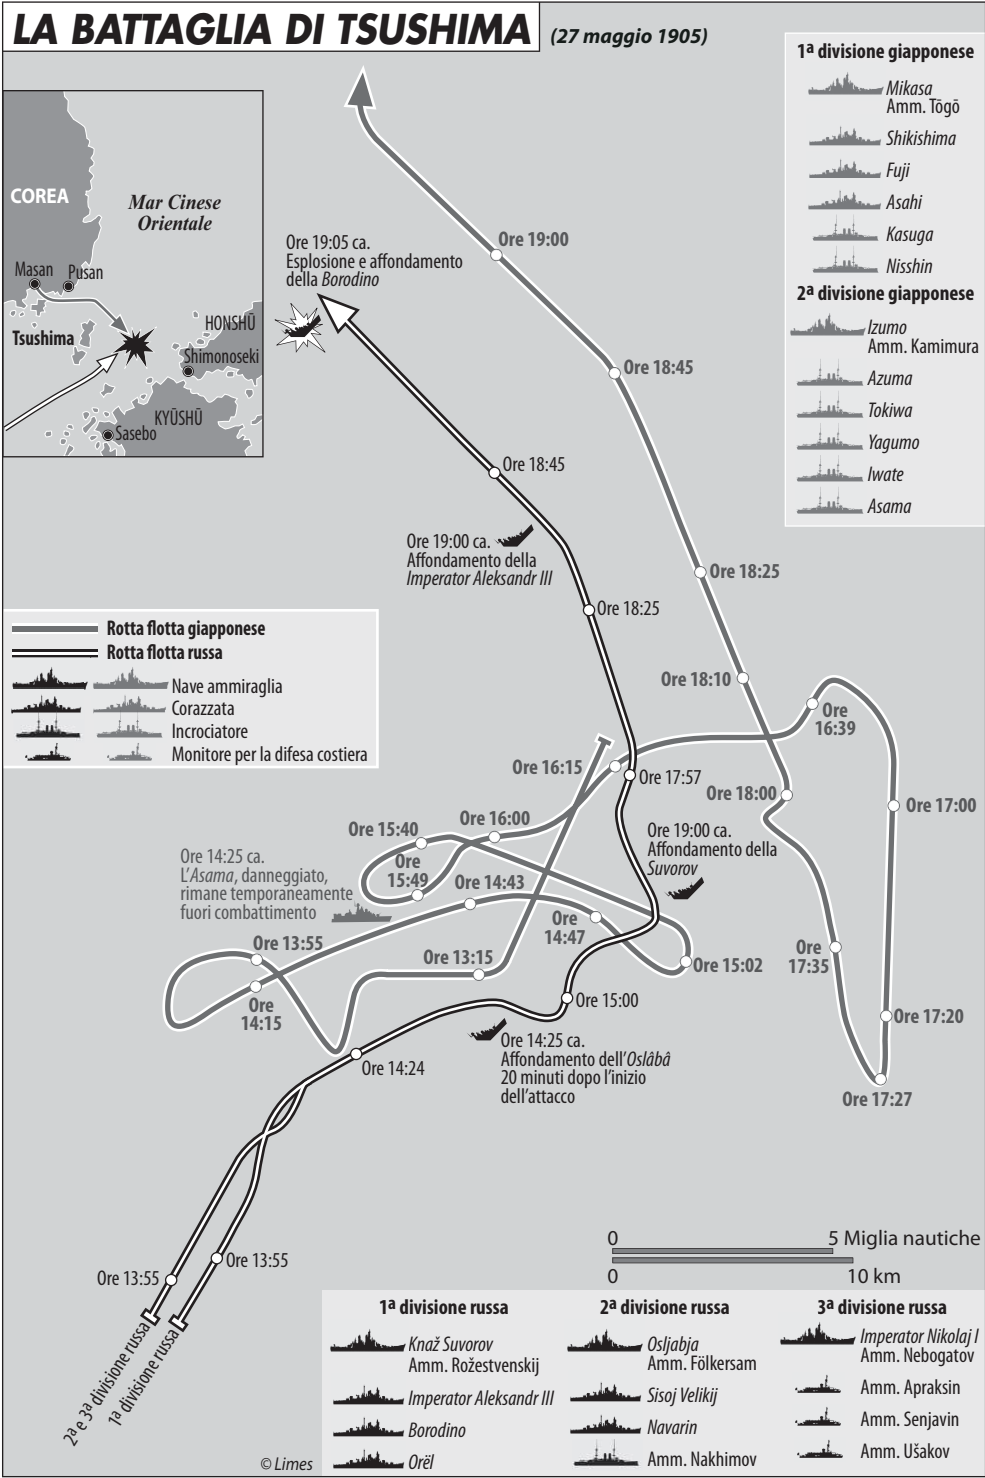 LA BATTAGLIA DI TSUSHIMA (27 maggio 1905)
COREA
Mar Cinese
Orientale
Masan
Pusan
Tsushima
HONSHŪ
Shimonoseki
KYŪSHŪ
Sasebo
1ª divisione giapponese
Mikasa
Amm. Tōgō
Shikishima
Fuji
Asahi
Kasuga
Nisshin
2ª divisione giapponese
Izumo
Amm. Kamimura
Azuma
Tokiwa
Yagumo
Iwate
Asama
Ore 19:05 ca.
Esplosione e affondamento
della Borodino
Ore 19:00
Ore 18:45
Ore 18:45
Ore 19:00 ca.
Affondamento della
Imperator Aleksandr III
Ore 18:25
Ore 18:25
Rotta flotta giapponese
Rotta flotta russa
Nave ammiraglia
Corazzata
Incrociatore
Monitore per la difesa costiera
Ore 18:10
Ore
16:39
Ore 16:15
Ore 17:57
Ore 18:00
Ore 17:00
Ore 15:40
Ore 16:00
Ore
15:49
Ore 19:00 ca.
Affondamento della
Suvorov
Ore 14:25 ca.
L'Asama, danneggiato,
rimane temporaneamente
fuori combattimento
Ore 14:43
Ore
14:47
Ore 13:55
Ore 13:15
Ore 15:02
Ore
17:35
Ore
14:15
Ore 15:00
Ore 17:20
Ore 14:25 ca.
Affondamento dell'Oslâbâ
20 minuti dopo l'inizio
dell'attacco
Ore 14:24
Ore 17:27
Ore 13:55
Ore 13:55
2ª e 3ª divisione russa
1ª divisione russa
0 5 Miglia nautiche
0 10 km
1ª divisione russa
Knaž Suvorov
Amm. Rožestvenskij
Imperator Aleksandr III
Borodino
Orël
2ª divisione russa
Osljabja
Amm. Fölkersam
Sisoj Velikij
Navarin
Amm. Nakhimov
3ª divisione russa
Imperator Nikolaj I
Amm. Nebogatov
Amm. Apraksin
Amm. Senjavin
Amm. Ušakov
© Limes